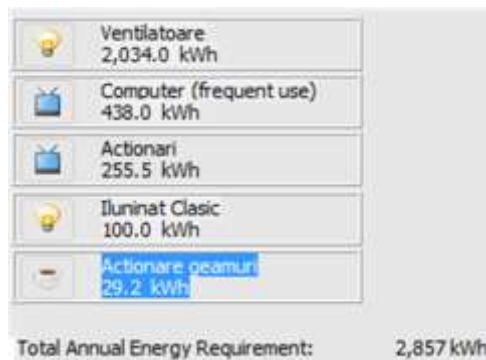 Ventilatoare
2,034.0 kWh
Computer (frequent use)
438.0 kWh
Actionari
255.5 kWh
Iluninat Clasic
100.0 kWh
Actionare geamuri
29.2 kWh
Total Annual Energy Requirement: 2,857 kWh